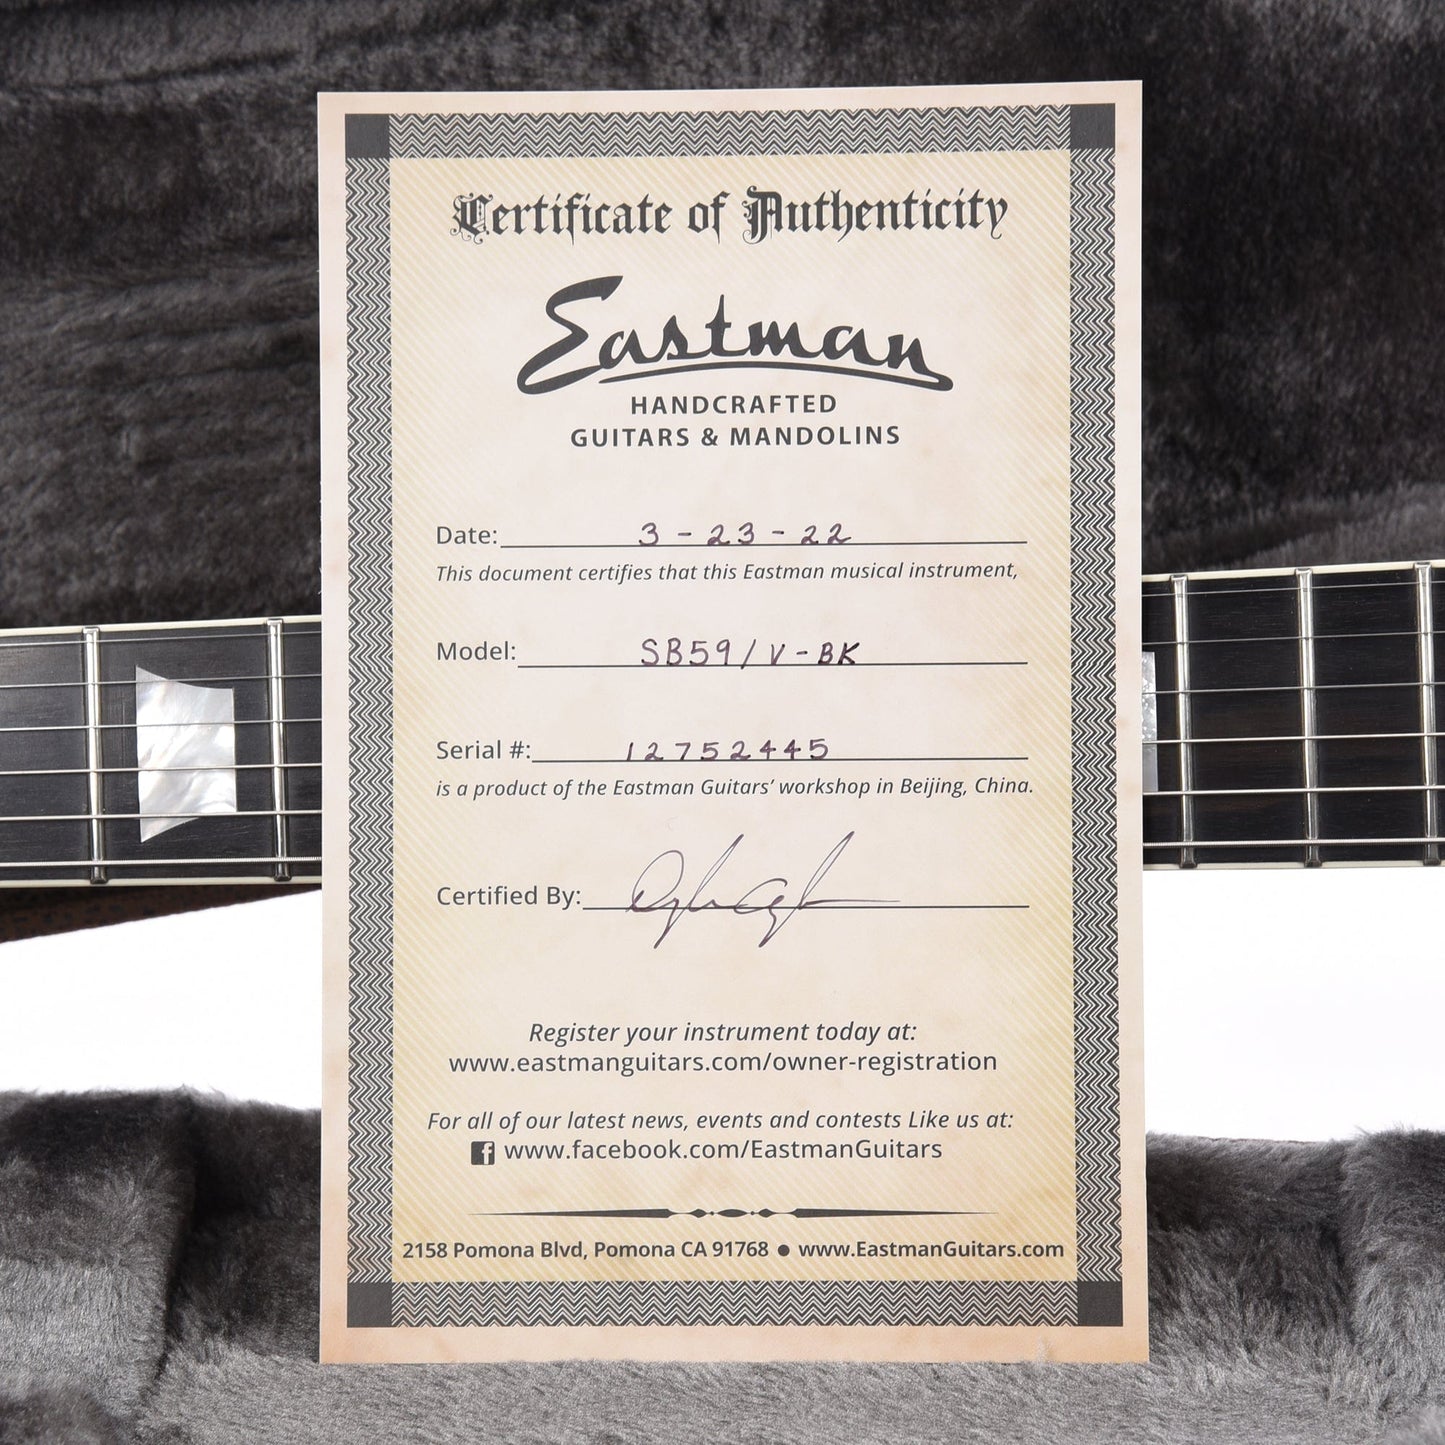 Certificate of Authenticity
Eastman
HANDCRAFTED
GUITARS & MANDOLINS
Date: 3-23-22
This document certifies that this Eastman musical instrument,
Model: SB59/V-BK
Serial #: 12752445
is a product of the Eastman Guitars' workshop in Beijing, China.
Certified By:
Register your instrument today at:
www.eastmanguitars.com/owner-registration
For all of our latest news, events and contests Like us at:
f www.facebook.com/EastmanGuitars
2158 Pomona Blvd, Pomona CA 91768 ● www.EastmanGuitars.com